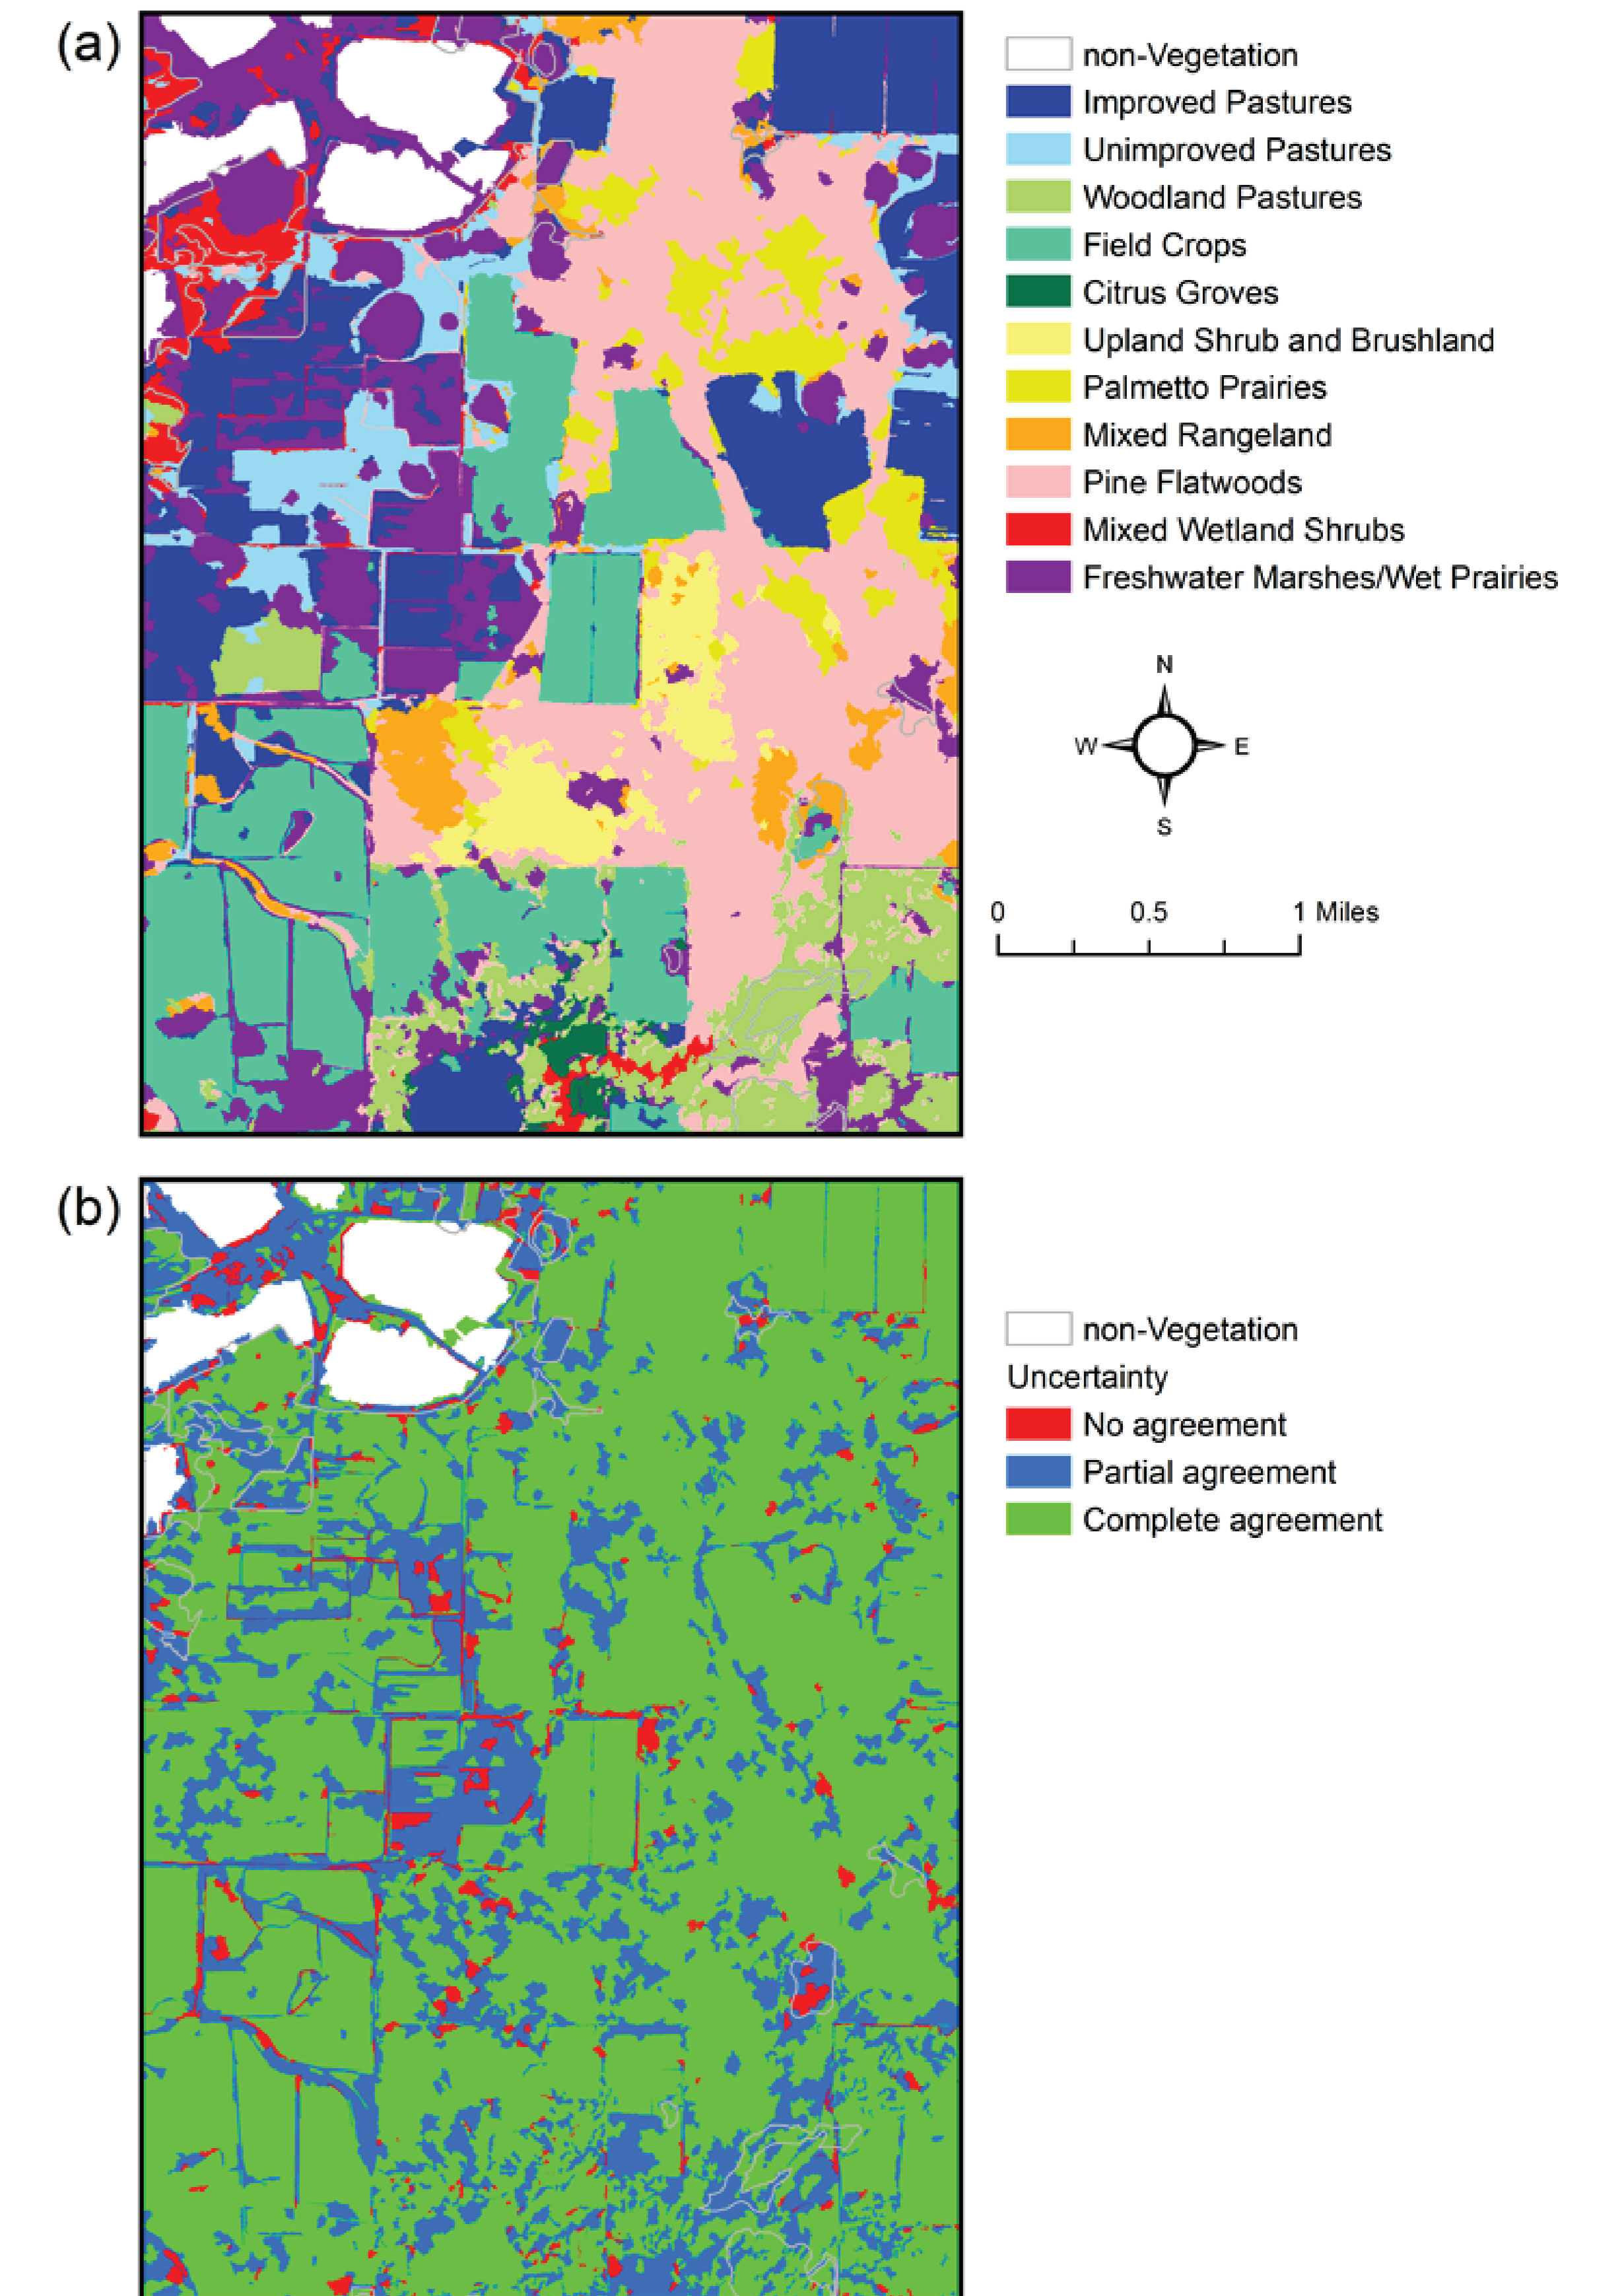 (a)
non-Vegetation
Improved Pastures
Unimproved Pastures
Woodland Pastures
Field Crops
Citrus Groves
Upland Shrub and Brushland
Palmetto Prairies
Mixed Rangeland
Pine Flatwoods
Mixed Wetland Shrubs
Freshwater Marshes/Wet Prairies
N
W E
S
0 0.5 1 Miles
(b)
non-Vegetation
Uncertainty
No agreement
Partial agreement
Complete agreement